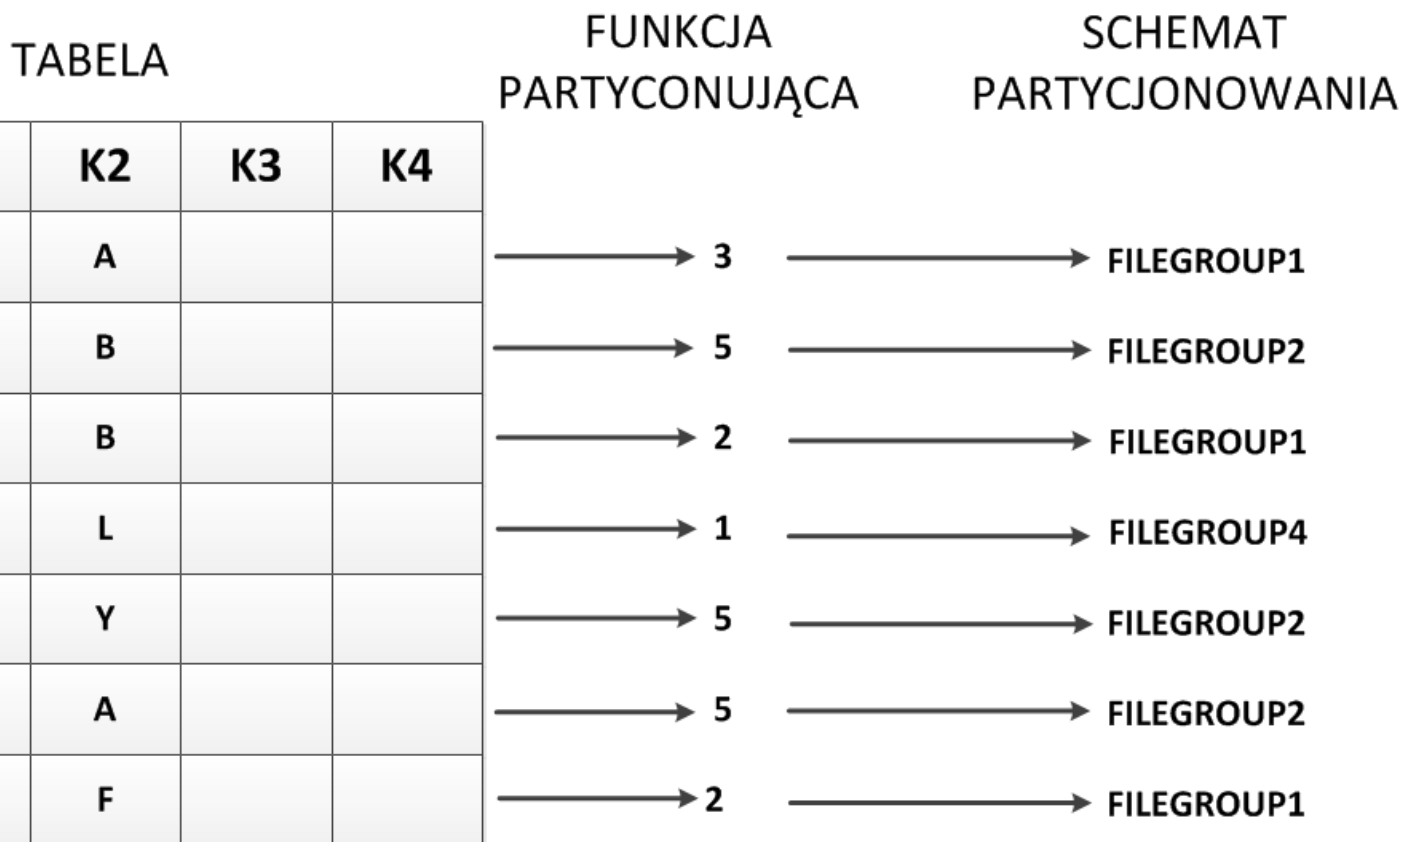 TABELA
FUNKCJA
PARTYCONUJĄCA
SCHEMAT
PARTYCJONOWANIA
K2 K3 K4
A 3 FILEGROUP1
B 5 FILEGROUP2
B 2 FILEGROUP1
L 1 FILEGROUP4
Y 5 FILEGROUP2
A 5 FILEGROUP2
F 2 FILEGROUP1